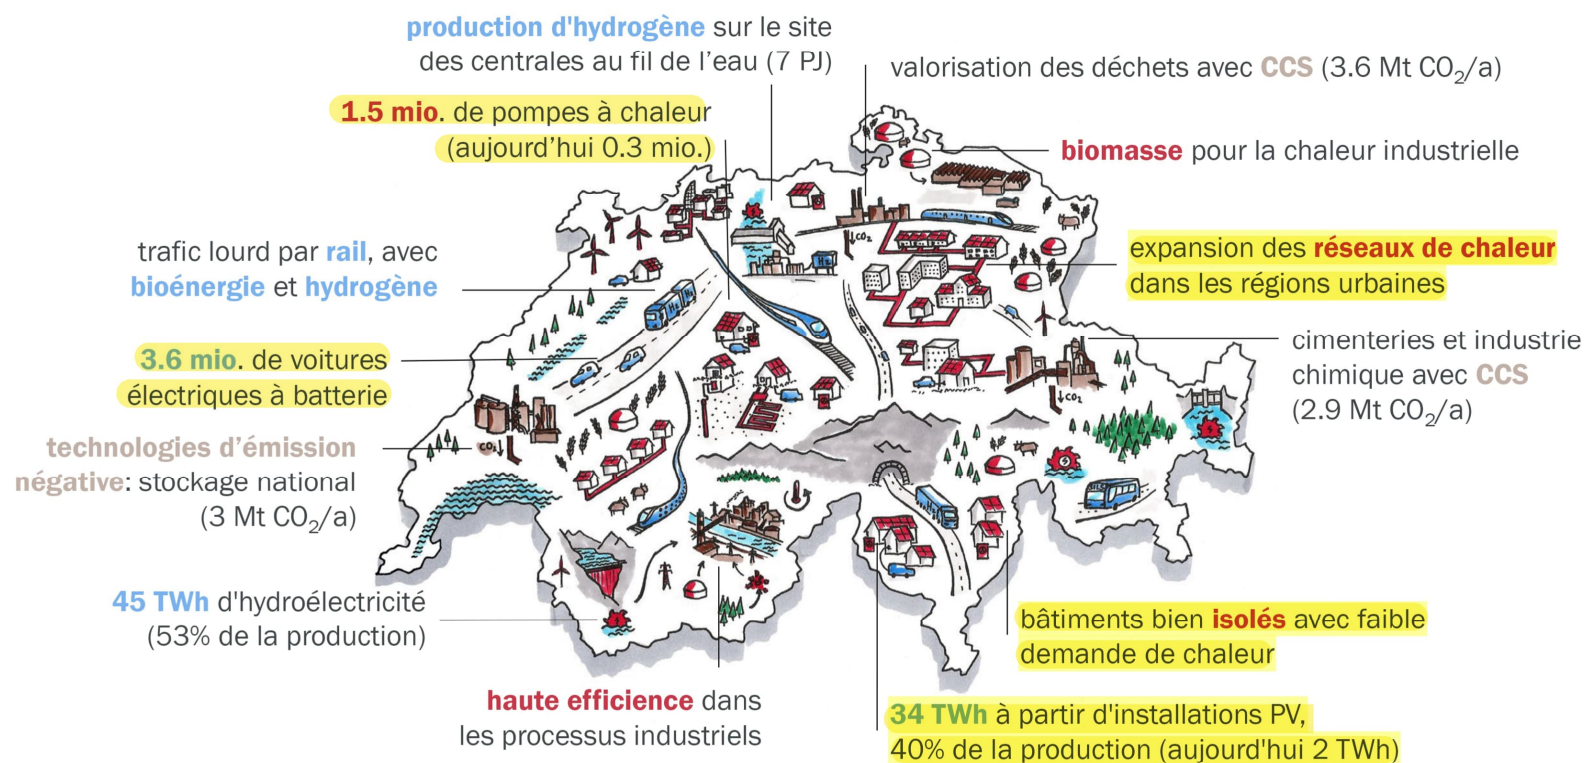 production d'hydrogène sur le site
des centrales au fil de l'eau (7 PJ)
valorisation des déchets avec CCS (3.6 Mt CO₂/a)
1.5 mio. de pompes à chaleur
(aujourd'hui 0.3 mio.)
biomasse pour la chaleur industrielle
trafic lourd par rail, avec
bioénergie et hydrogène
expansion des réseaux de chaleur
dans les régions urbaines
3.6 mio. de voitures
électriques à batterie
cimenteries et industrie
chimique avec CCS
(2.9 Mt CO₂/a)
technologies d'émission
négative: stockage national
(3 Mt CO₂/a)
45 TWh d'hydroélectricité
(53% de la production)
bâtiments bien isolés avec faible
demande de chaleur
haute efficience dans
les processus industriels
34 TWh à partir d'installations PV,
40% de la production (aujourd'hui 2 TWh)
CO₂
H₂
H₂
CO₂
CO₂